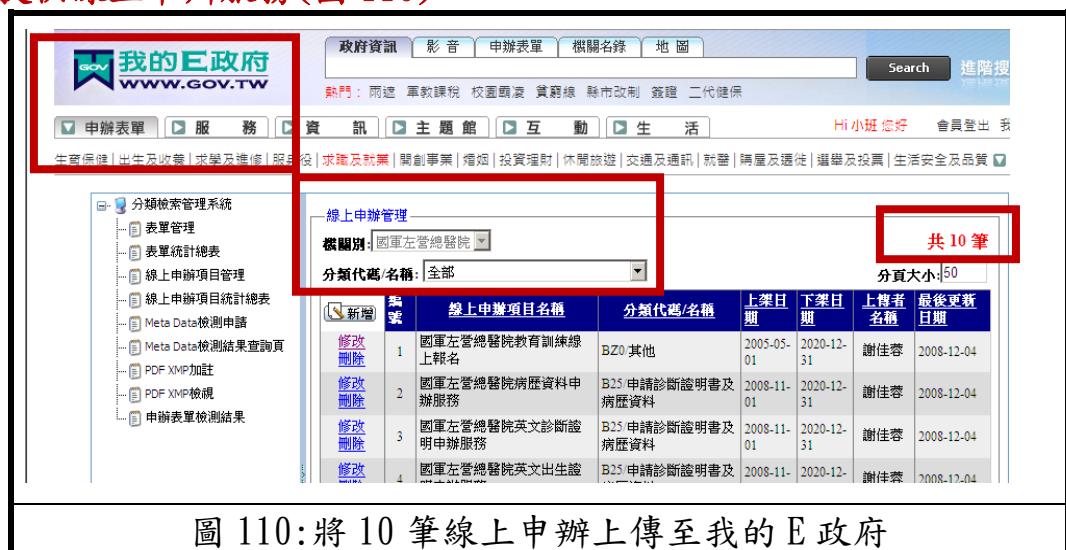 提供線上申辦服務(圖 110)
政府資訊 影 音 申辦表單 機關名錄 地 圖
GOV 我的E政府
WWW.GOV.TW
Search 進階搜
熱門： 雨遮 軍教課稅 校園霸凌 貧窮線 縣市改制 簽證 二代健保
申辦表單 服 務 資 訊 主 題 館 互 動 生 活 Hi 小班 您好 會員登出 我
生育保健 | 出生及收養 | 求學及進修 | 服兵役 | 求職及就業 | 開創事業 | 婚姻 | 投資理財 | 休閒旅遊 | 交通及通訊 | 就醫 | 購屋及遷徙 | 選舉及投票 | 生活安全及品質
分類檢索管理系統
表單管理
表單統計總表
線上申辦項目管理
線上申辦項目統計總表
Meta Data檢測申請
Meta Data檢測結果查詢頁
PDF XMP加註
PDF XMP檢視
申辦表單檢測結果
線上申辦管理
機關別: 國軍左營總醫院
共 10 筆
分類代碼/名稱: 全部
分頁大小: 50
新增 編號 線上申辦項目名稱 分類代碼/名稱 上架日期 下架日期 上傳者名稱 最後更新日期
修改 刪除 1 國軍左營總醫院教育訓練線上報名 BZ0/其他 2005-05-01 2020-12-31 謝佳蓉 2008-12-04
修改 刪除 2 國軍左營總醫院病歷資料申辦服務 B25/申請診斷證明書及病歷資料 2008-11-01 2020-12-31 謝佳蓉 2008-12-04
修改 刪除 3 國軍左營總醫院英文診斷證明申辦服務 B25/申請診斷證明書及病歷資料 2008-11-01 2020-12-31 謝佳蓉 2008-12-04
修改 4 國軍左營總醫院英文出生證 B25/申請診斷證明書及 2008-11- 2020-12- 謝佳蓉 2008-12-04
圖 110:將 10 筆線上申辦上傳至我的 E 政府